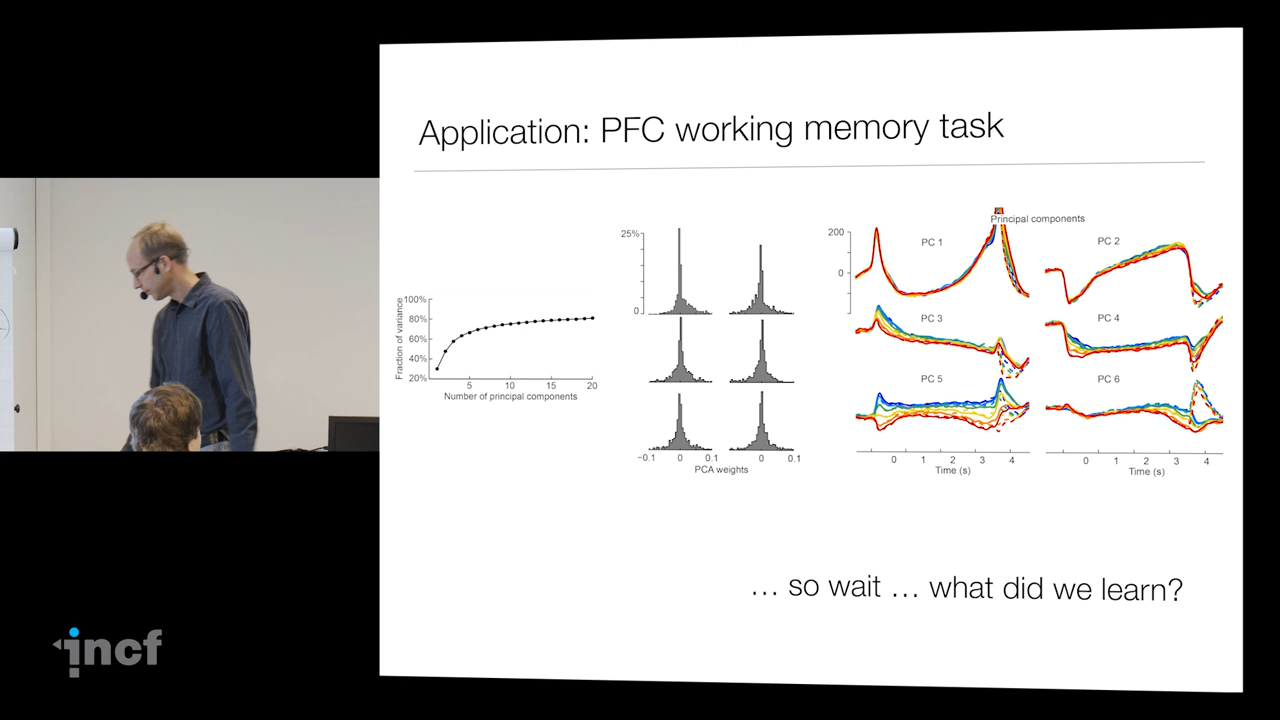 Application: PFC working memory task
100%
80%
60%
40%
20%
Fraction of variance
5
10
15
20
Number of principal components
25%
0
-0.1
0
0.1
0
0.1
PCA weights
Principal components
200
0
PC 1
PC 2
PC 3
PC 4
PC 5
PC 6
0 1 2 3 4
Time (s)
0 1 2 3 4
Time (s)
... so wait ... what did we learn?
incf